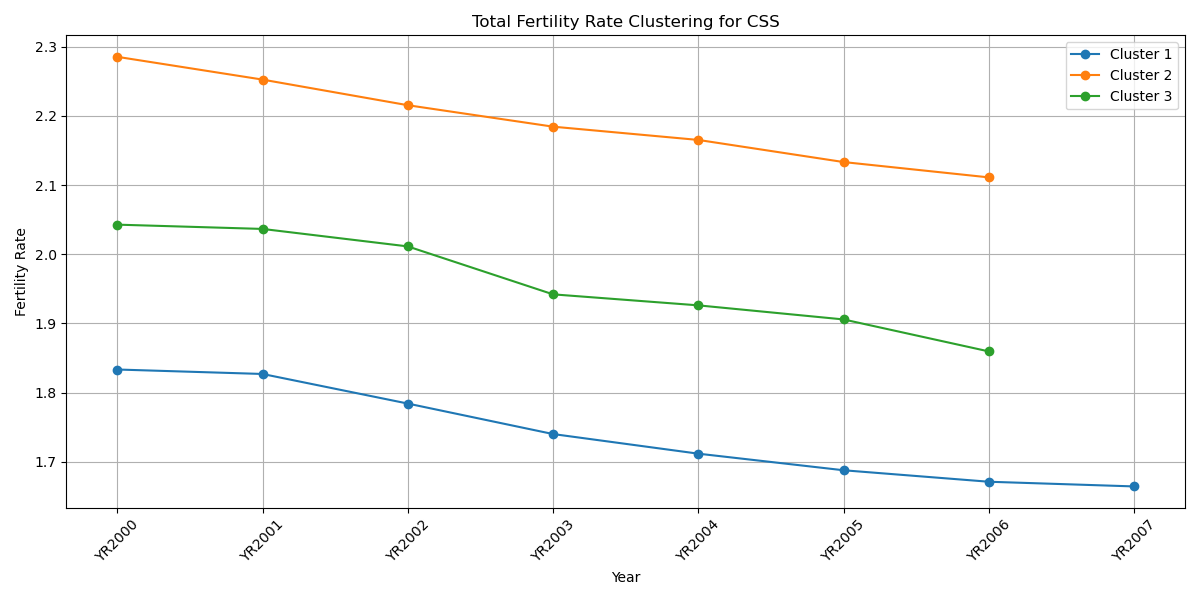 Total Fertility Rate Clustering for CSS
Cluster 1
Cluster 2
Cluster 3
Fertility Rate
2.3
2.2
2.1
2.0
1.9
1.8
1.7
YR2000
YR2001
YR2002
YR2003
YR2004
YR2005
YR2006
YR2007
Year